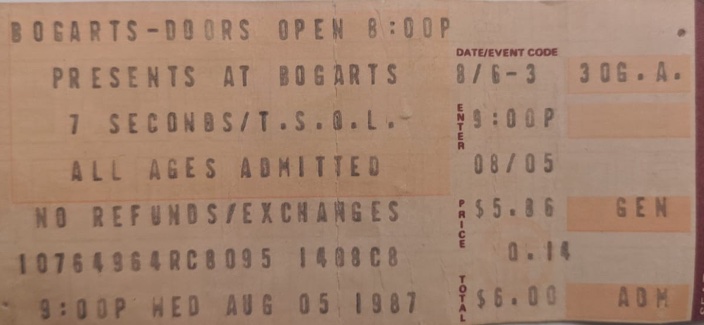 BOGARTS-DOORS OPEN 8:00P
PRESENTS AT BOGARTS
7 SECONDS/T.S.O.L.
ALL AGES ADMITTED
NO REFUNDS/EXCHANGES
10764964RC8095 1408C8
9:00P WED AUG 05 1987
DATE/EVENT CODE
8/6-3 30G.A.
ENTER 9:00P
08/05
PRICE $5.86 GEN
0.14
TOTAL $6.00 ADM